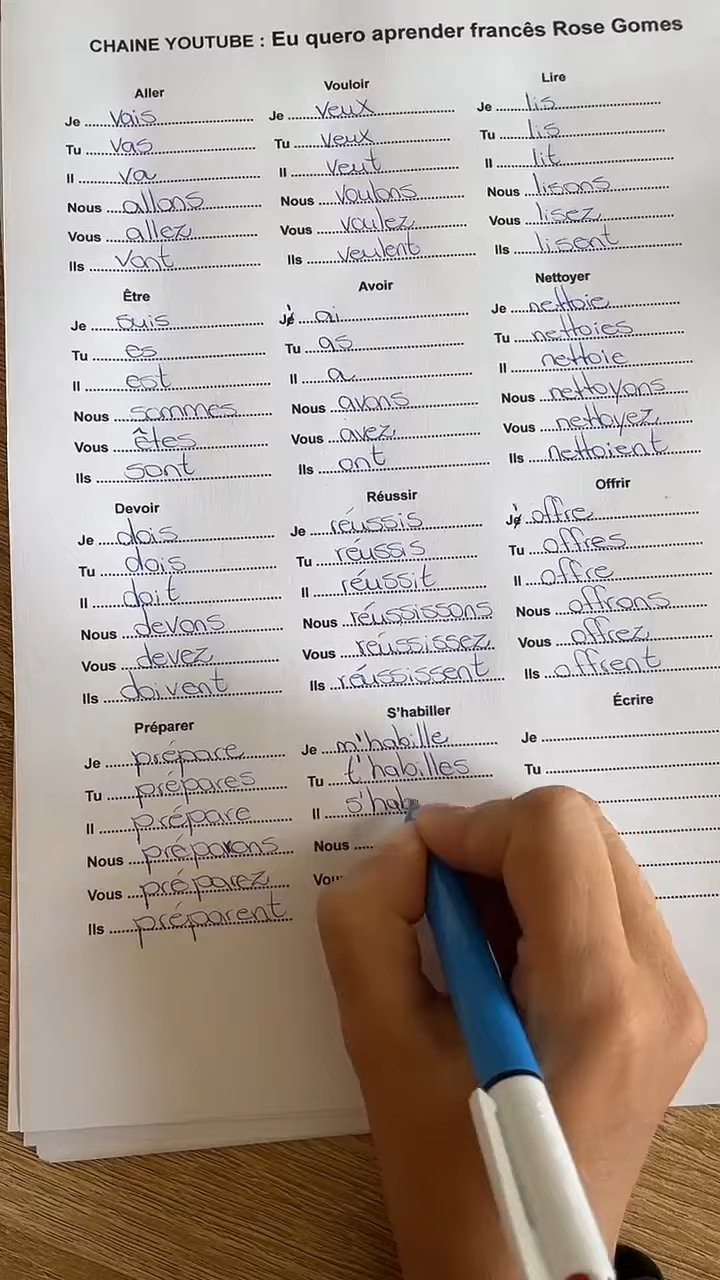 CHAINE YOUTUBE : Eu quero aprender francês Rose Gomes
Aller
Je vais
Tu vas
Il va
Nous allons
Vous allez
Ils vont
Vouloir
Je veux
Tu veux
Il veut
Nous voulons
Vous voulez
Ils veulent
Lire
Je lis
Tu lis
Il lit
Nous lisons
Vous lisez
Ils lisent
Être
Je suis
Tu es
Il est
Nous sommes
Vous êtes
Ils sont
Avoir
J' ai
Tu as
Il a
Nous avons
Vous avez
Ils ont
Nettoyer
Je nettoie
Tu nettoies
Il nettoie
Nous nettoyons
Vous nettoyez
Ils nettoient
Devoir
Je dois
Tu dois
Il doit
Nous devons
Vous devez
Ils doivent
Réussir
Je réussis
Tu réussis
Il réussit
Nous réussissons
Vous réussissez
Ils réussissent
Offrir
J' offre
Tu offres
Il offre
Nous offrons
Vous offrez
Ils offrent
Préparer
Je prépare
Tu prépares
Il prépare
Nous préparons
Vous préparez
Ils préparent
S'habiller
Je m'habille
Tu t'habilles
Il s'hab
Nous
Écrire
Je
Tu